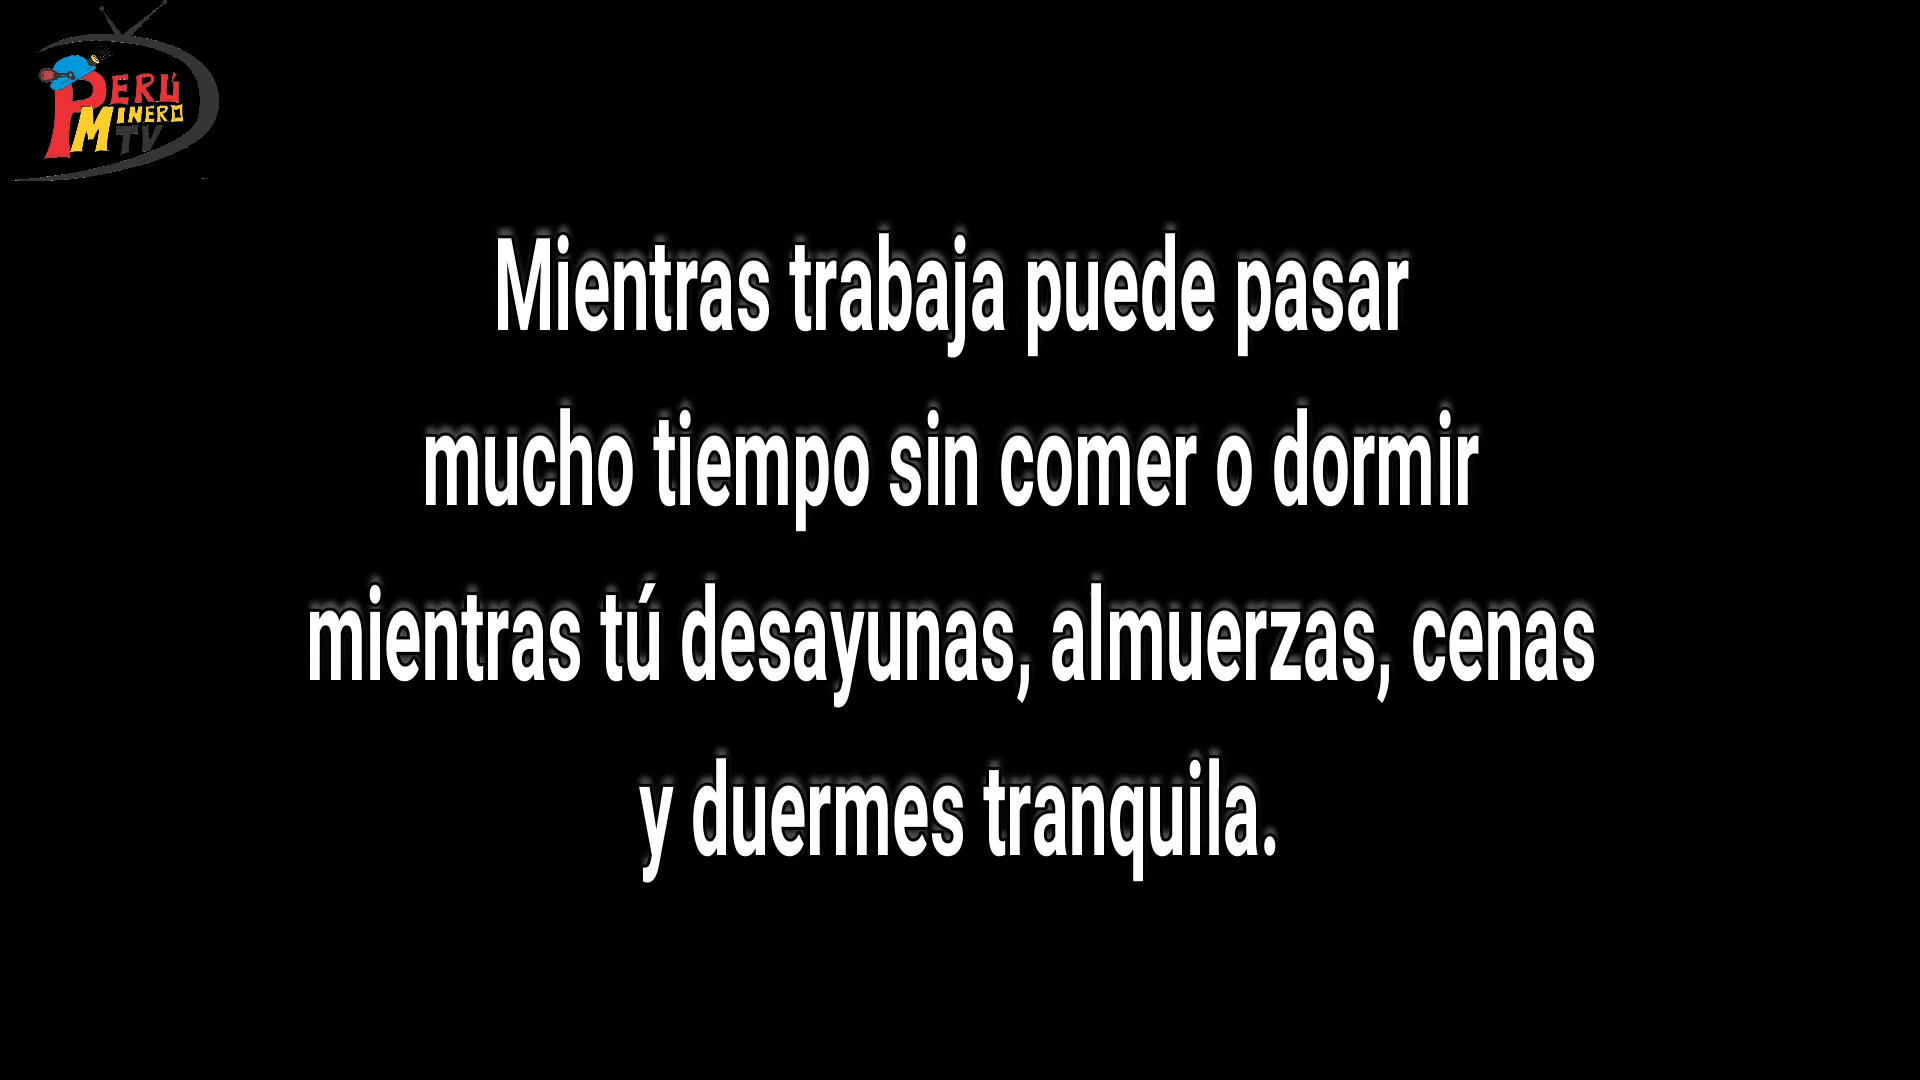 PERÚ
MINERO
TV
Mientras trabaja puede pasar
mucho tiempo sin comer o dormir
mientras tú desayunas, almuerzas, cenas
y duermes tranquila.